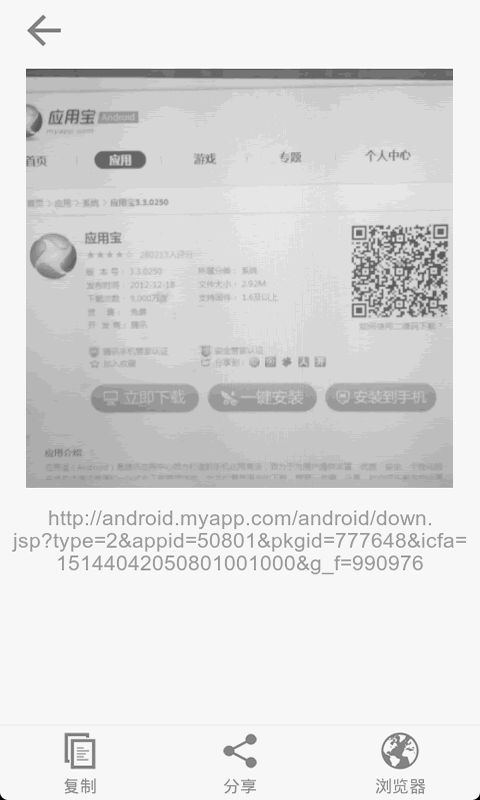 应用宝 Android
myapp.com
首页 应用 游戏 专题 个人中心
首页 > 应用 > 系统 > 应用宝3.3.0250
应用宝
280315人评分
版 本 号： 3.3.0250 所属分类： 系统
发布时间： 2012-12-18 文件大小： 2.92M
下载次数： 9,000万次 支持固件： 1.6及以上
资 费： 免费
开 发 商： 腾讯
如何使用二维码下载？
腾讯手机管家认证 安全管家认证
加入收藏 分享到：
立即下载 一键安装 安装到手机
应用介绍
http://android.myapp.com/android/down.
jsp?type=2&appid=50801&pkgid=777648&icfa=
15144042050801001000&g_f=990976
复制 分享 浏览器